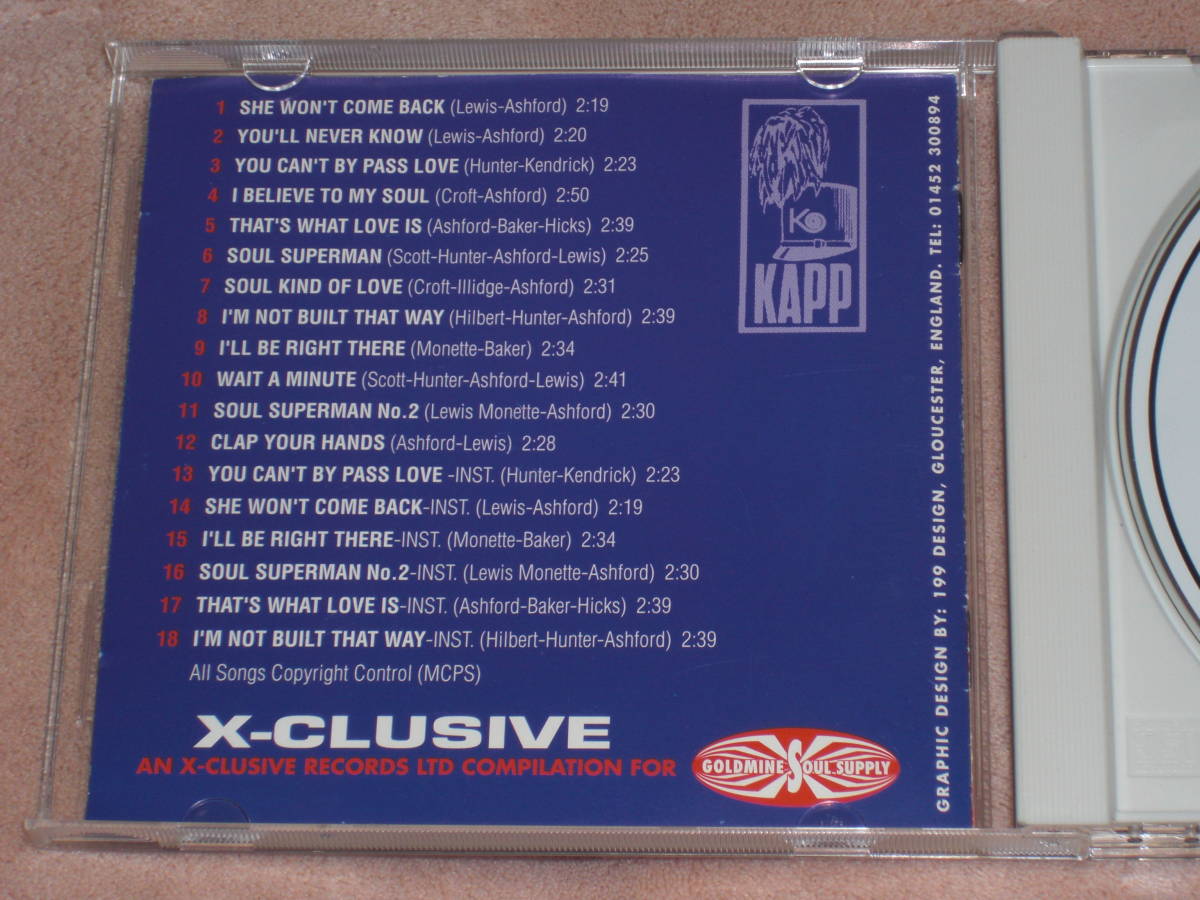 1 SHE WON'T COME BACK (Lewis-Ashford) 2:19
2 YOU'LL NEVER KNOW (Lewis-Ashford) 2:20
3 YOU CAN'T BY PASS LOVE (Hunter-Kendrick) 2:23
4 I BELIEVE TO MY SOUL (Croft-Ashford) 2:50
5 THAT'S WHAT LOVE IS (Ashford-Baker-Hicks) 2:39
6 SOUL SUPERMAN (Scott-Hunter-Ashford-Lewis) 2:25
7 SOUL KIND OF LOVE (Croft-Illidge-Ashford) 2:31
8 I'M NOT BUILT THAT WAY (Hilbert-Hunter-Ashford) 2:39
9 I'LL BE RIGHT THERE (Monette-Baker) 2:34
10 WAIT A MINUTE (Scott-Hunter-Ashford-Lewis) 2:41
11 SOUL SUPERMAN No.2 (Lewis Monette-Ashford) 2:30
12 CLAP YOUR HANDS (Ashford-Lewis) 2:28
13 YOU CAN'T BY PASS LOVE -INST. (Hunter-Kendrick) 2:23
14 SHE WON'T COME BACK-INST. (Lewis-Ashford) 2:19
15 I'LL BE RIGHT THERE-INST. (Monette-Baker) 2:34
16 SOUL SUPERMAN No.2-INST. (Lewis Monette-Ashford) 2:30
17 THAT'S WHAT LOVE IS-INST. (Ashford-Baker-Hicks) 2:39
18 I'M NOT BUILT THAT WAY-INST. (Hilbert-Hunter-Ashford) 2:39
All Songs Copyright Control (MCPS)
X-CLUSIVE
AN X-CLUSIVE RECORDS LTD COMPILATION FOR
GOLDMINE SOUL SUPPLY
K
KAPP
GRAPHIC DESIGN BY: 199 DESIGN, GLOUCESTER, ENGLAND. TEL: 01452 300894